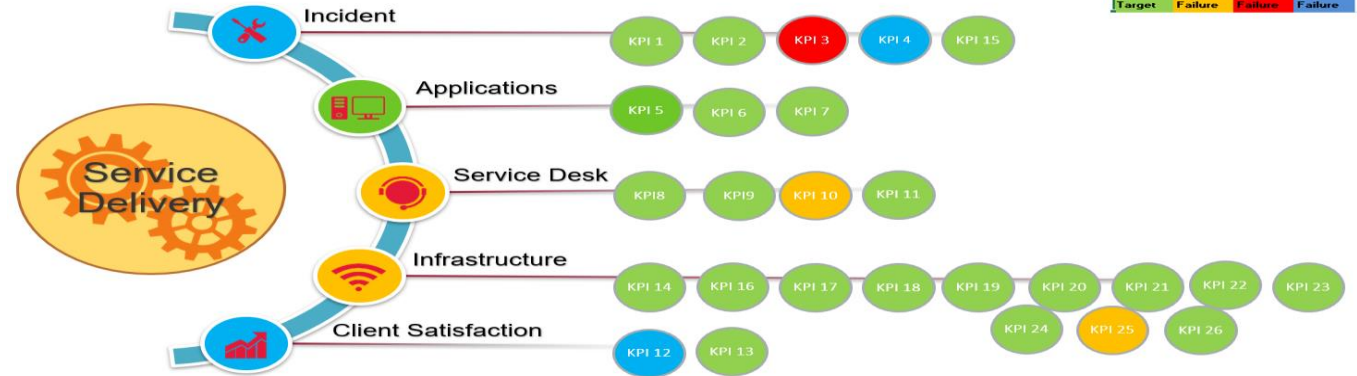 Target Failure Failure Failure
Incident
KPI 1 KPI 2 KPI 3 KPI 4 KPI 15
Applications
KPI 5 KPI 6 KPI 7
Service
Delivery
Service Desk
KPI8 KPI9 KPI 10 KPI 11
Infrastructure
KPI 14 KPI 16 KPI 17 KPI 18 KPI 19 KPI 20 KPI 21 KPI 22 KPI 23
KPI 24 KPI 25 KPI 26
Client Satisfaction
KPI 12 KPI 13